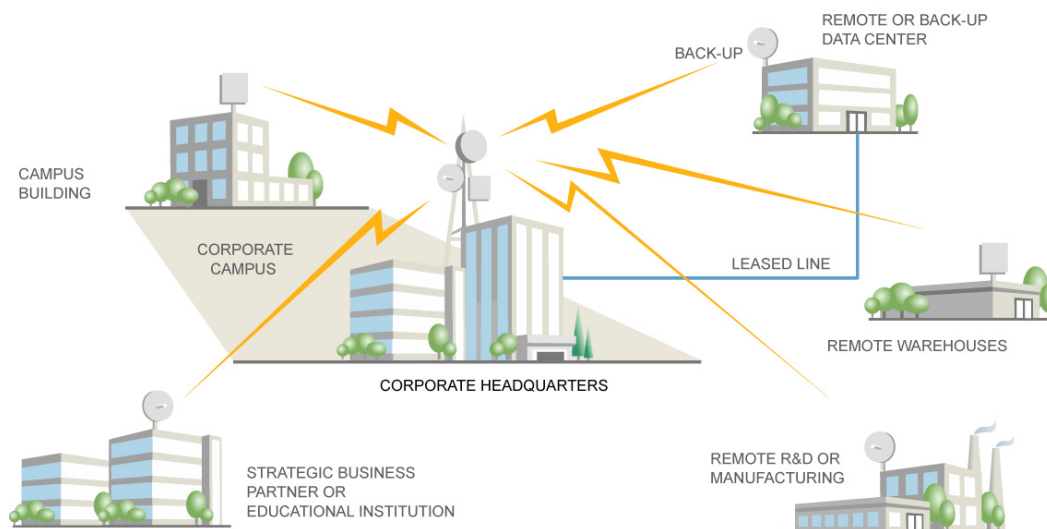 REMOTE OR BACK-UP
DATA CENTER
BACK-UP
CAMPUS
BUILDING
CORPORATE
CAMPUS
LEASED LINE
REMOTE WAREHOUSES
CORPORATE HEADQUARTERS
STRATEGIC BUSINESS
PARTNER OR
EDUCATIONAL INSTITUTION
REMOTE R&D OR
MANUFACTURING